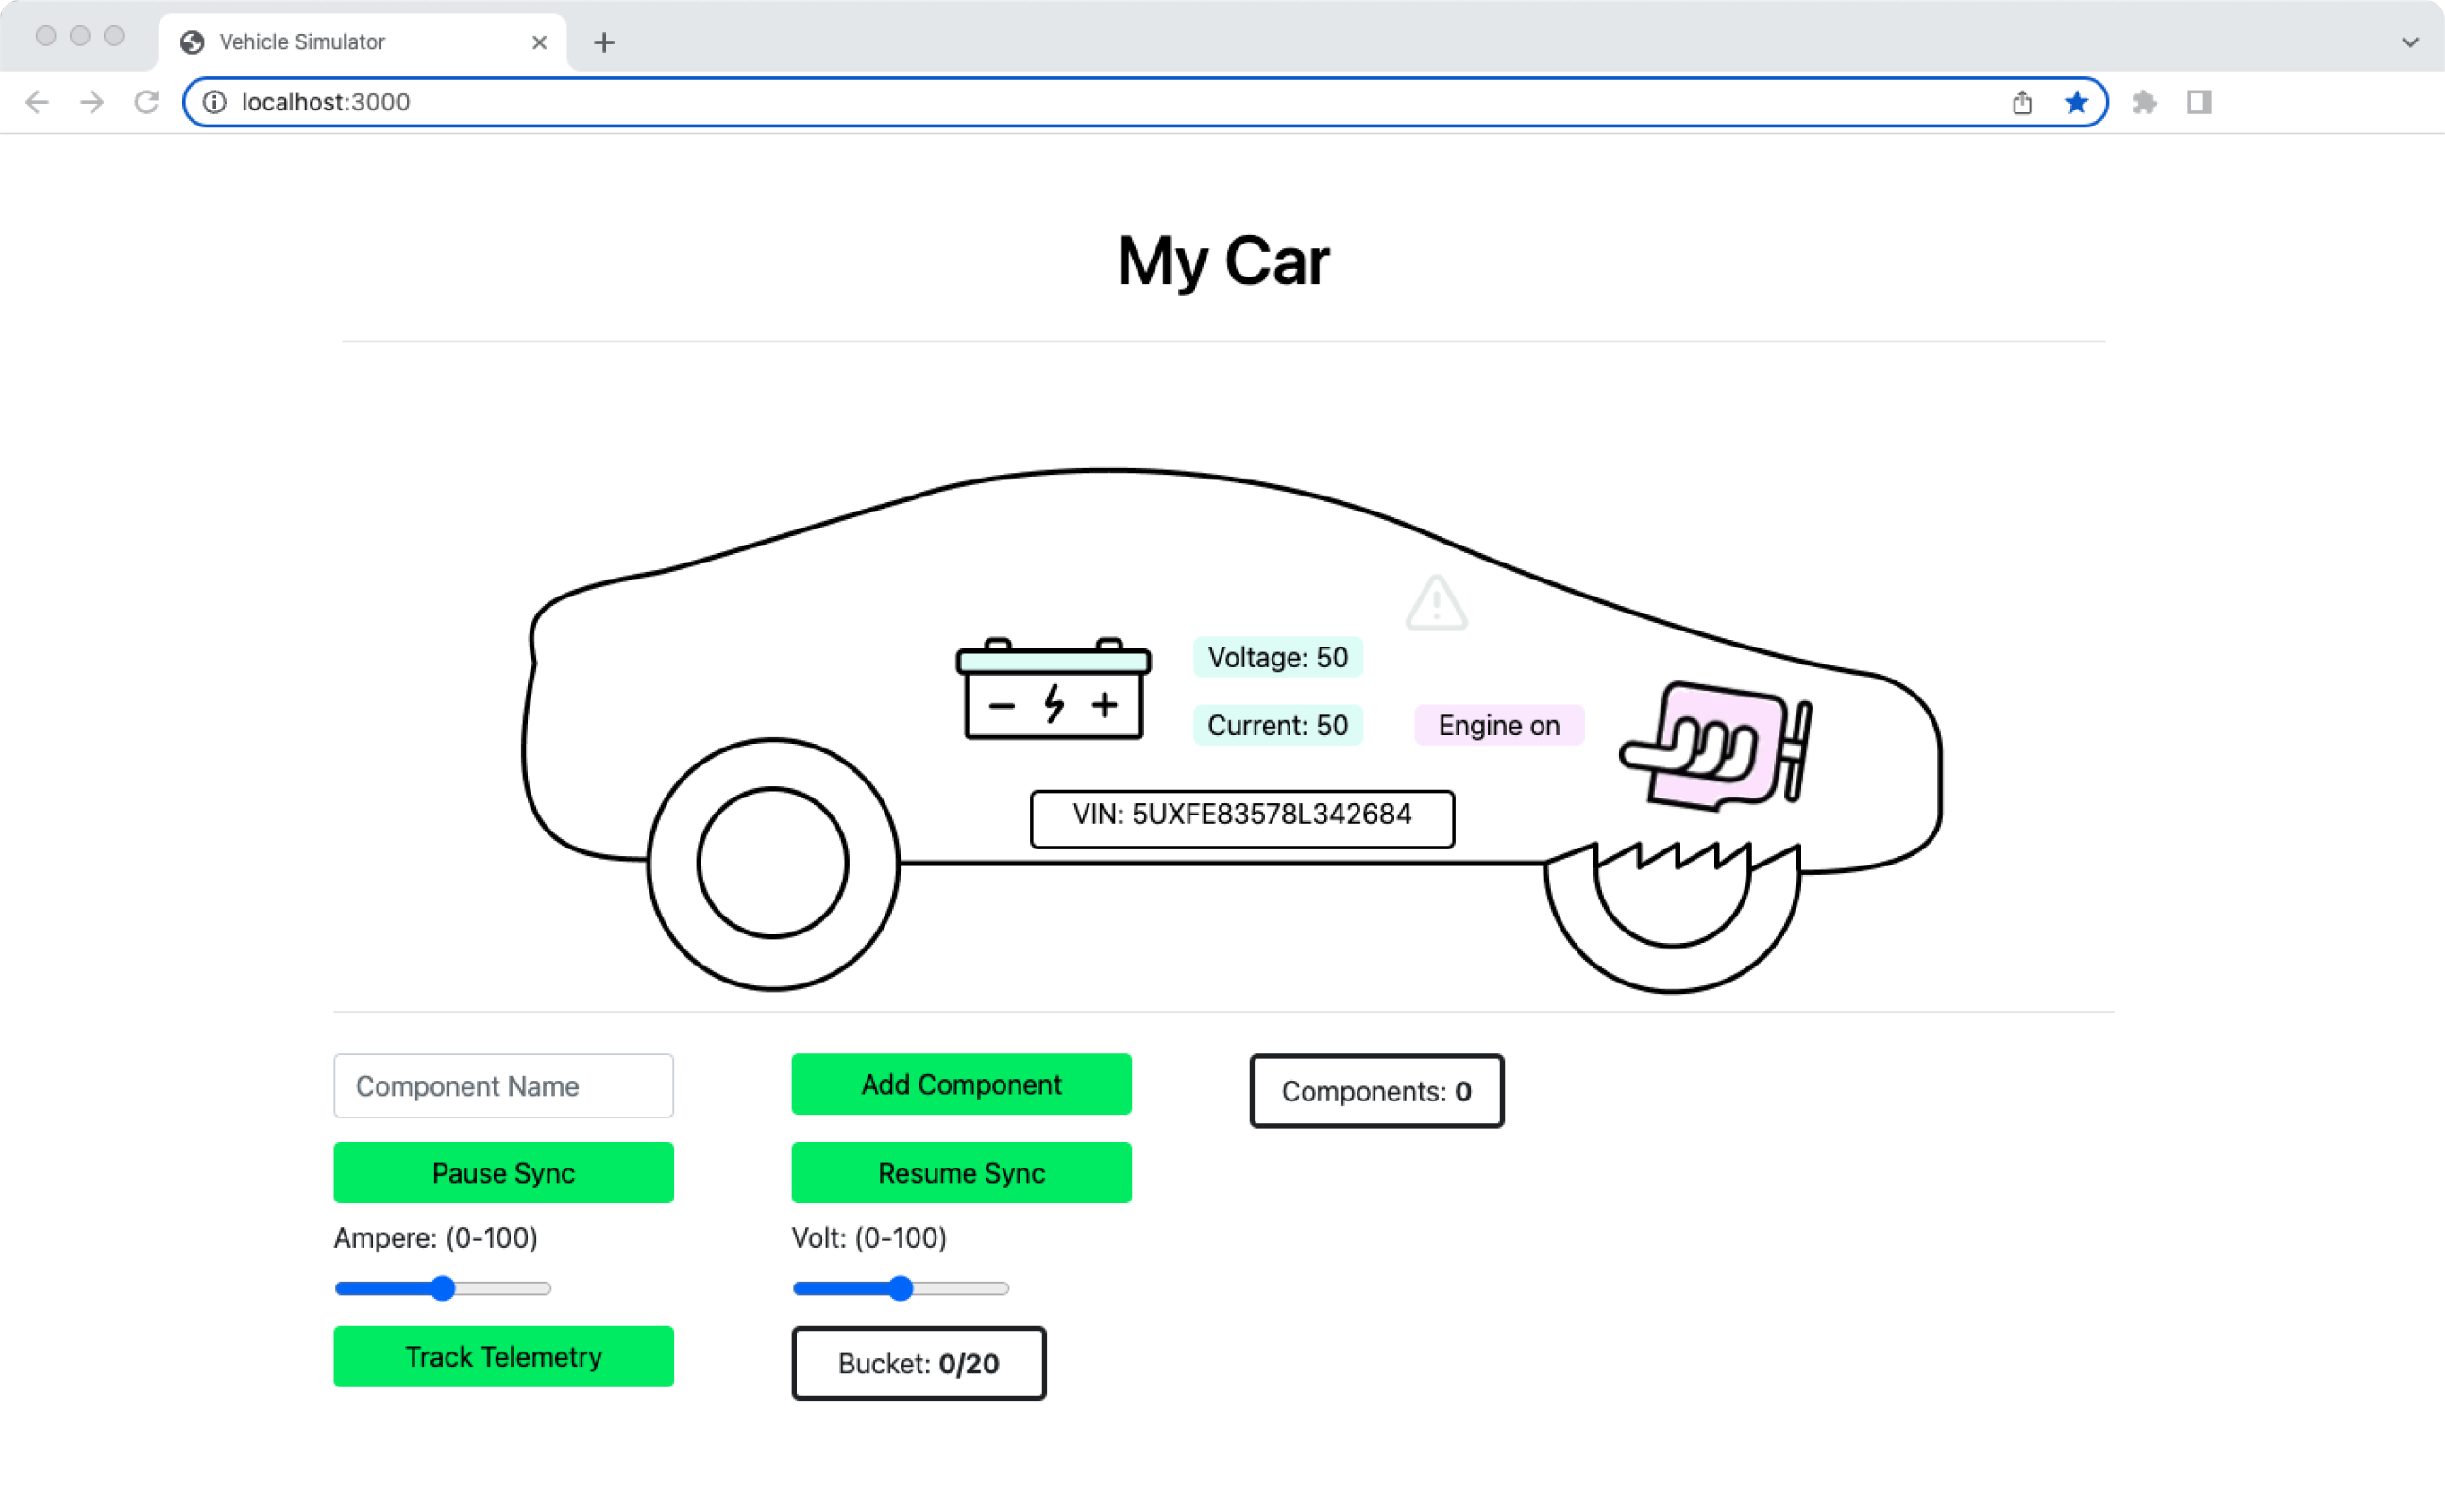 Vehicle Simulator
localhost:3000
My Car
Voltage: 50
Current: 50
Engine on
VIN: 5UXFE83578L342684
Component Name
Add Component
Components: 0
Pause Sync
Resume Sync
Ampere: (0-100)
Volt: (0-100)
Track Telemetry
Bucket: 0/20